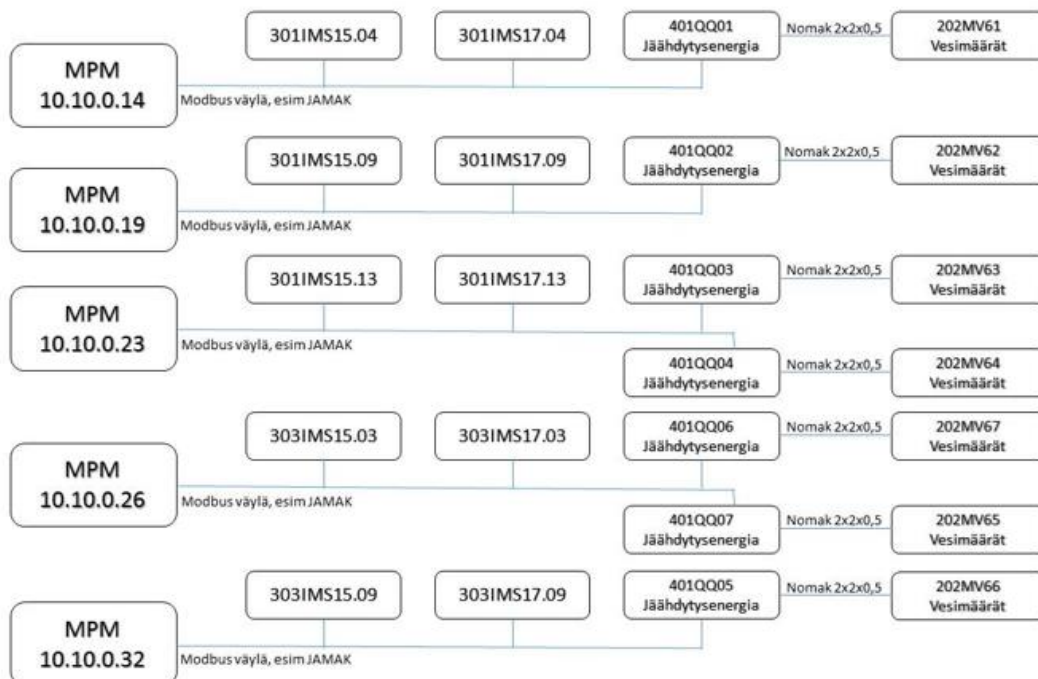 301IMS15.04
301IMS17.04
401QQ01
Jäähdytysenergia
Nomak 2x2x0,5
202MV61
Vesimäärät
MPM
10.10.0.14
Modbus väylä, esim JAMAK
301IMS15.09
301IMS17.09
401QQ02
Jäähdytysenergia
Nomak 2x2x0,5
202MV62
Vesimäärät
MPM
10.10.0.19
Modbus väylä, esim JAMAK
301IMS15.13
301IMS17.13
401QQ03
Jäähdytysenergia
Nomak 2x2x0,5
202MV63
Vesimäärät
MPM
10.10.0.23
Modbus väylä, esim JAMAK
401QQ04
Jäähdytysenergia
Nomak 2x2x0,5
202MV64
Vesimäärät
303IMS15.03
303IMS17.03
401QQ06
Jäähdytysenergia
Nomak 2x2x0,5
202MV67
Vesimäärät
MPM
10.10.0.26
Modbus väylä, esim JAMAK
401QQ07
Jäähdytysenergia
Nomak 2x2x0,5
202MV65
Vesimäärät
303IMS15.09
303IMS17.09
401QQ05
Jäähdytysenergia
Nomak 2x2x0,5
202MV66
Vesimäärät
MPM
10.10.0.32
Modbus väylä, esim JAMAK